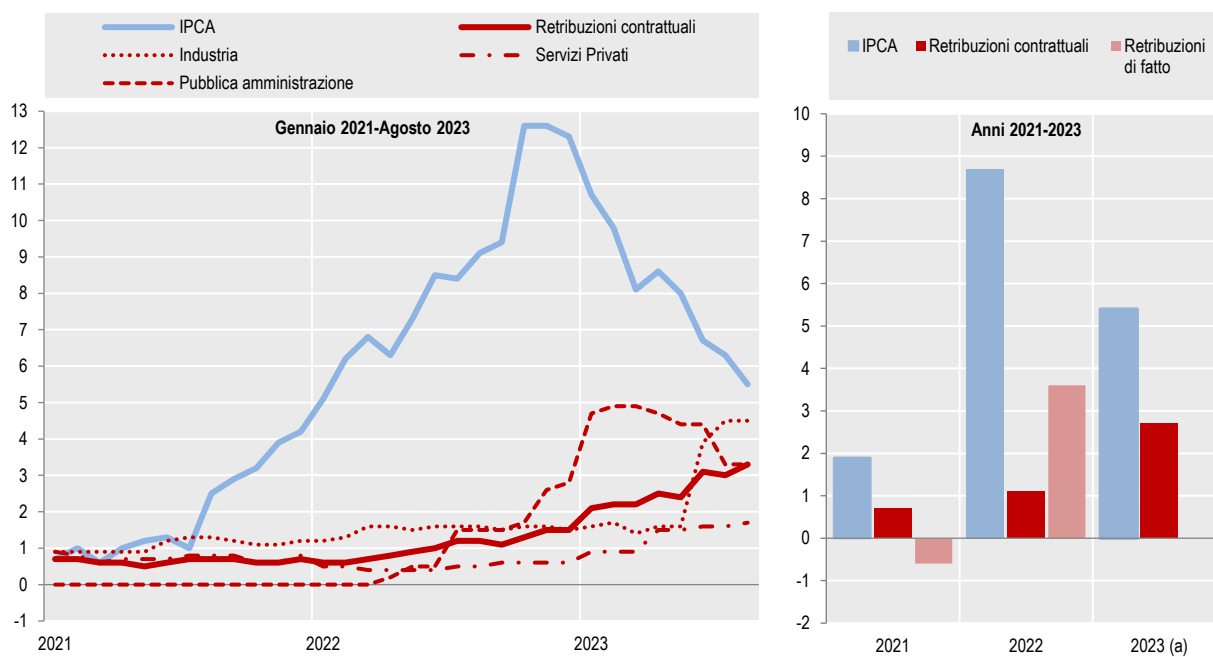 IPCA
Retribuzioni contrattuali
Industria
Servizi Privati
Pubblica amministrazione
Gennaio 2021-Agosto 2023
13
12
11
10
9
8
7
6
5
4
3
2
1
0
-1
2021
2022
2023
IPCA
Retribuzioni contrattuali
Retribuzioni
di fatto
Anni 2021-2023
10
9
8
7
6
5
4
3
2
1
0
-1
-2
2021
2022
2023 (a)